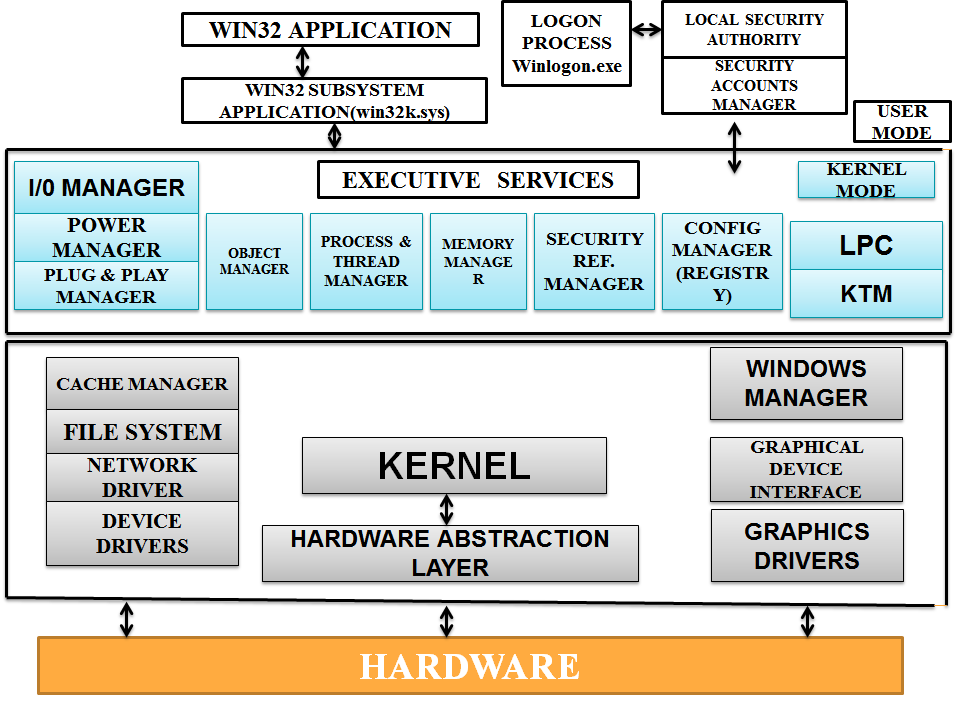 WIN32 APPLICATION
LOGON
PROCESS
Winlogon.exe
LOCAL SECURITY
AUTHORITY
SECURITY
ACCOUNTS
MANAGER
WIN32 SUBSYSTEM
APPLICATION(win32k.sys)
USER
MODE
I/0 MANAGER
POWER
MANAGER
PLUG & PLAY
MANAGER
EXECUTIVE SERVICES
KERNEL
MODE
OBJECT
MANAGER
PROCESS &
THREAD
MANAGER
MEMORY
MANAGE
R
SECURITY
REF.
MANAGER
CONFIG
MANAGER
(REGISTR
Y)
LPC
KTM
CACHE MANAGER
FILE SYSTEM
NETWORK
DRIVER
DEVICE
DRIVERS
KERNEL
HARDWARE ABSTRACTION
LAYER
WINDOWS
MANAGER
GRAPHICAL
DEVICE
INTERFACE
GRAPHICS
DRIVERS
HARDWARE